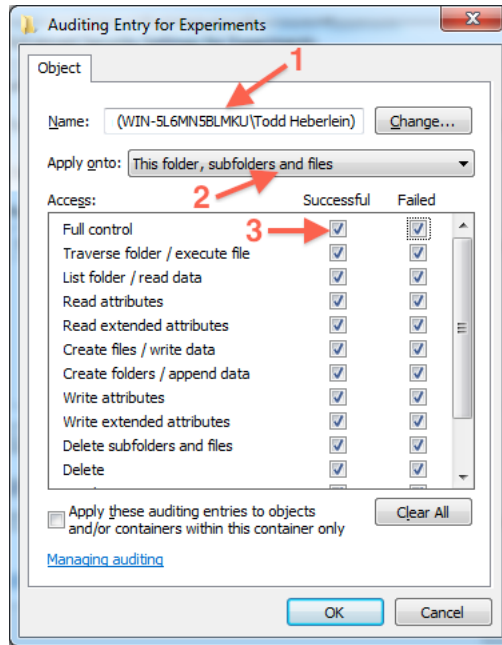 Auditing Entry for Experiments
1
Object
Name: (WIN-5L6MN5BLMKU\Todd Heberlein) Change...
Apply onto: This folder, subfolders and files
2
Access: Successful Failed
Full control
3
Traverse folder / execute file
List folder / read data
Read attributes
Read extended attributes
Create files / write data
Create folders / append data
Write attributes
Write extended attributes
Delete subfolders and files
Delete
Apply these auditing entries to objects
and/or containers within this container only
Clear All
Managing auditing
OK Cancel